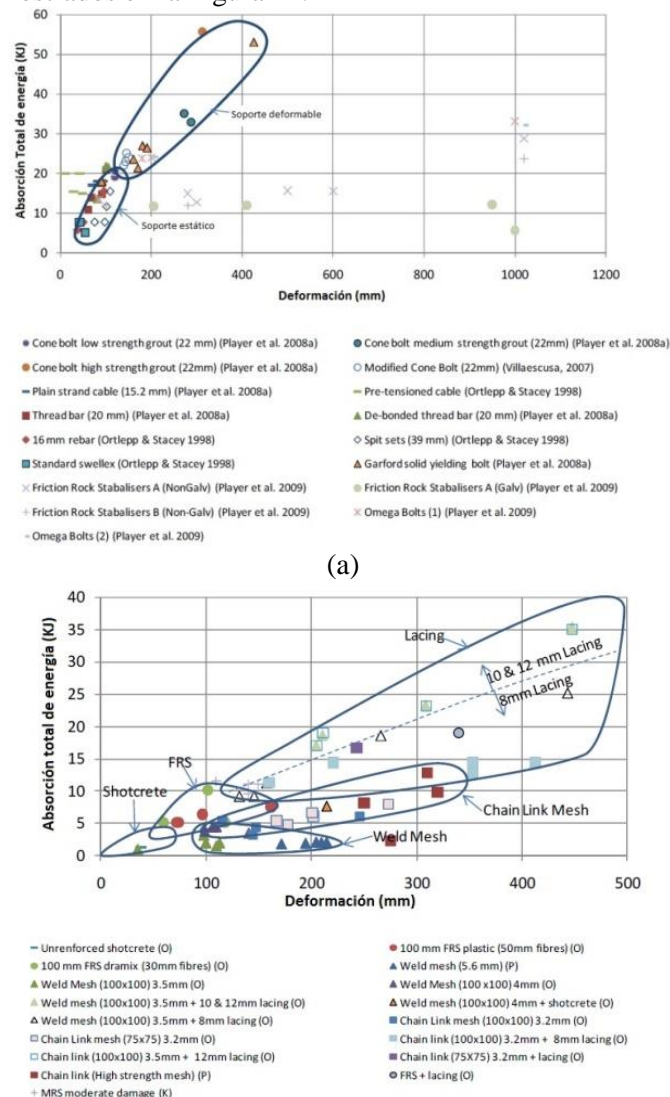 60
50
40
30
20
10
0
Absorción Total de energía (KJ)
Soporte deformable
Soporte estático
0 200 400 600 800 1000 1200
Deformación (mm)
Cone bolt low strength grout (22 mm) (Player et al. 2008a)
Cone bolt medium strength grout (22mm) (Player et al. 2008a)
Cone bolt high strength grout (22mm) (Player et al. 2008a)
Modified Cone Bolt (22mm) (Villaescusa, 2007)
Plain strand cable (15.2 mm) (Player et al. 2008a)
Pre-tensioned cable (Ortlepp & Stacey 1998)
Thread bar (20 mm) (Player et al. 2008a)
De-bonded thread bar (20 mm) (Player et al. 2008a)
16 mm rebar (Ortlepp & Stacey 1998)
Spit sets (39 mm) (Ortlepp & Stacey 1998)
Standard swellex (Ortlepp & Stacey 1998)
Garford solid yielding bolt (Player et al. 2008a)
Friction Rock Stabalisers A (NonGalv) (Player et al. 2009)
Friction Rock Stabalisers A (Galv) (Player et al. 2009)
Friction Rock Stabalisers B (Non-Galv) (Player et al. 2009)
Omega Bolts (1) (Player et al. 2009)
Omega Bolts (2) (Player et al. 2009)
(a)
40
35
30
25
20
15
10
5
0
Absorción total de energía (KJ)
Lacing
10 & 12 mm Lacing
8mm Lacing
FRS
Shotcrete
Chain Link Mesh
Weld Mesh
0 100 200 300 400 500
Deformación (mm)
Unrenforced shotcrete (O)
100 mm FRS plastic (50mm fibres) (O)
100 mm FRS dramix (30mm fibres) (O)
Weld mesh (5.6 mm) (P)
Weld Mesh (100x100) 3.5mm (O)
Weld mesh (100 x100) 4mm (O)
Weld mesh (100x100) 3.5mm + 10 & 12mm lacing (O)
Weld mesh (100x100) 4mm + shotcrete (O)
Weld mesh (100x100) 3.5mm + 8mm lacing (O)
Chain Link mesh (100x100) 3.2mm (O)
Chain Link mesh (75x75) 3.2mm (O)
Chain link (100x100) 3.2mm + 8mm lacing (O)
Chain link (100x100) 3.5mm + 12mm lacing (O)
Chain link (75X75) 3.2mm + lacing (O)
Chain link (High strength mesh) (P)
FRS + lacing (O)
MRS moderate damage (K)